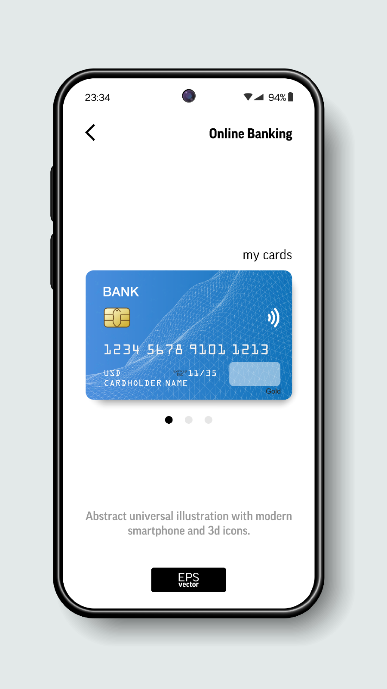 23:34
94%
Online Banking
my cards
BANK
1234 5678 9101 1213
USD 11/35
CARDHOLDER NAME
Gold
Abstract universal illustration with modern
smartphone and 3d icons.
EPS
vector